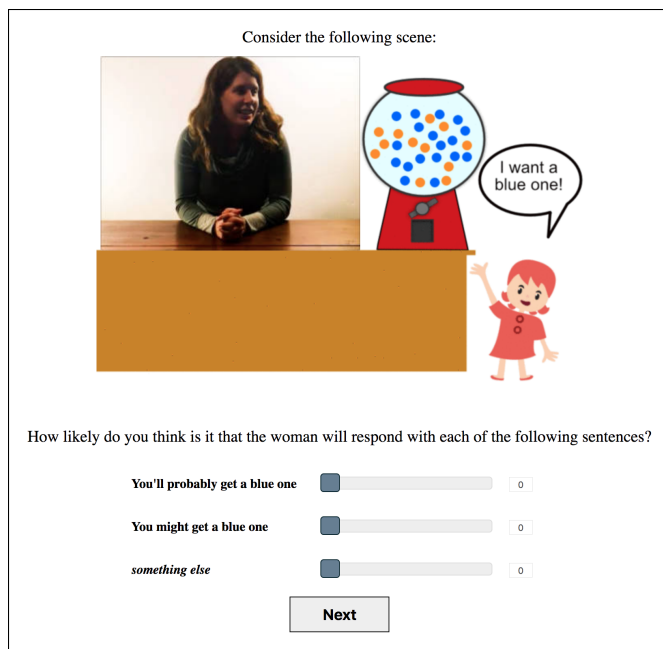 Consider the following scene:
I want a
blue one!
How likely do you think is it that the woman will respond with each of the following sentences?
You'll probably get a blue one
0
You might get a blue one
0
something else
0
Next